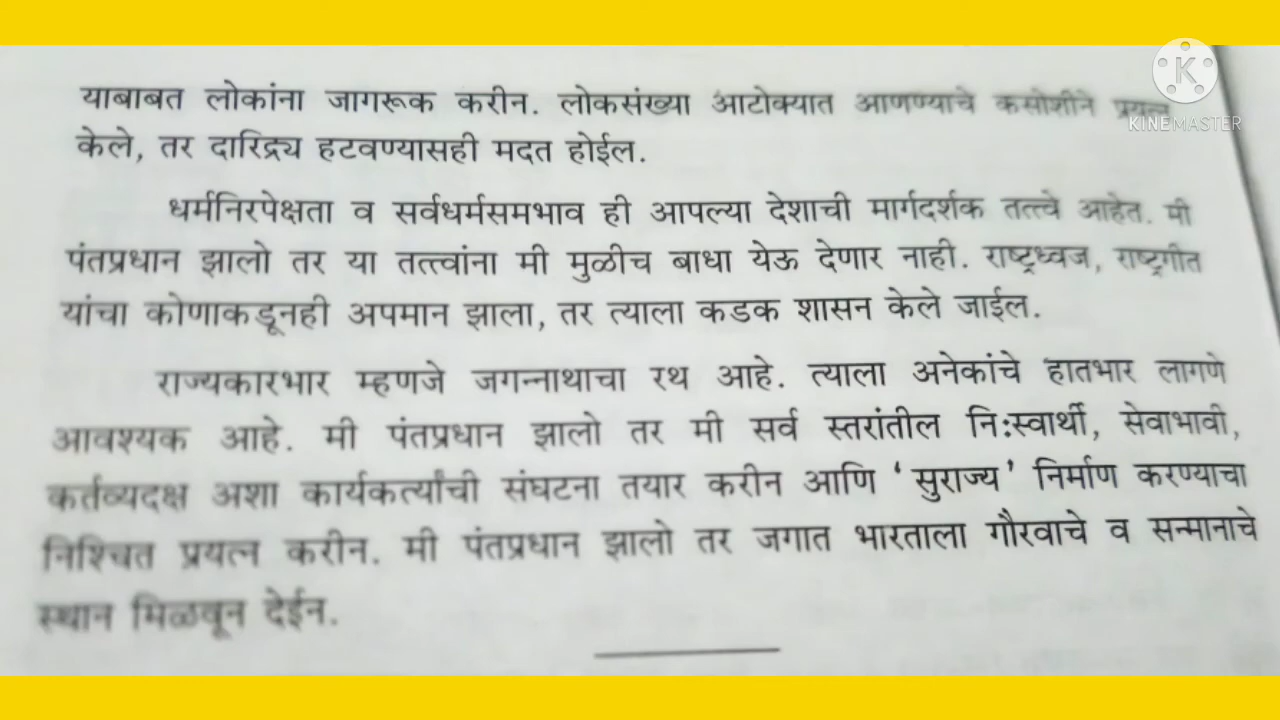 याबाबत लोकांना जागरूक करीन. लोकसंख्या आटोक्यात आणण्याचे कसोशीने प्रयत्न
केले, तर दारिद्र्य हटवण्यासही मदत होईल.
धर्मनिरपेक्षता व सर्वधर्मसमभाव ही आपल्या देशाची मार्गदर्शक तत्त्वे आहेत. मी
पंतप्रधान झालो तर या तत्त्वांना मी मुळीच बाधा येऊ देणार नाही. राष्ट्रध्वज, राष्ट्रगीत
यांचा कोणाकडूनही अपमान झाला, तर त्याला कडक शासन केले जाईल.
राज्यकारभार म्हणजे जगन्नाथाचा रथ आहे. त्याला अनेकांचे हातभार लागणे
आवश्यक आहे. मी पंतप्रधान झालो तर मी सर्व स्तरांतील नि:स्वार्थी, सेवाभावी,
कर्तव्यदक्ष अशा कार्यकर्त्यांची संघटना तयार करीन आणि ‘सुराज्य’ निर्माण करण्याचा
निश्चित प्रयत्न करीन. मी पंतप्रधान झालो तर जगात भारताला गौरवाचे व सन्मानाचे
स्थान मिळवून देईन.
K
KINEMASTER